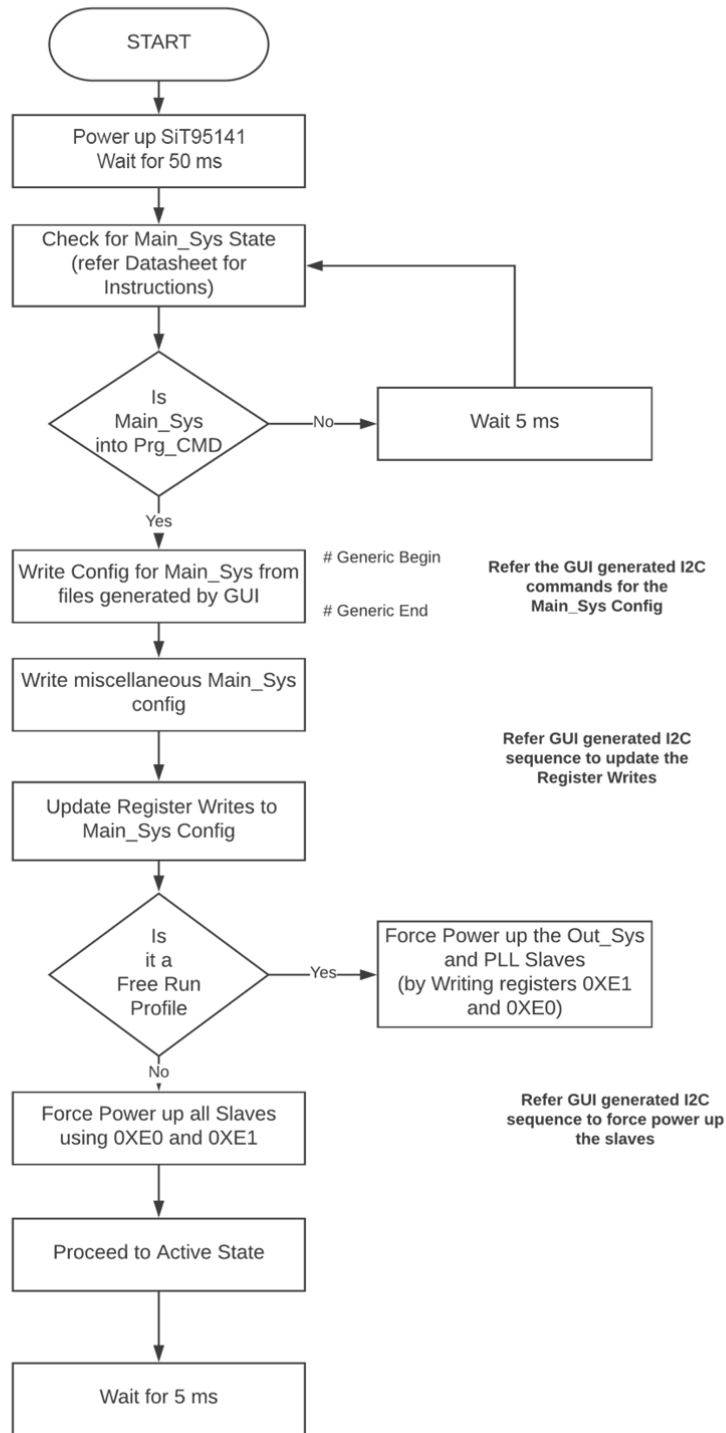 START
Power up SiT95141
Wait for 50 ms
Check for Main_Sys State
(refer Datasheet for
Instructions)
Is
Main_Sys
into Prg_CMD
No
Wait 5 ms
Yes
Write Config for Main_Sys from
files generated by GUI
# Generic Begin
# Generic End
Refer the GUI generated I2C
commands for the
Main_Sys Config
Write miscellaneous Main_Sys
config
Refer GUI generated I2C
sequence to update the
Register Writes
Update Register Writes to
Main_Sys Config
Is
it a
Free Run
Profile
Yes
Force Power up the Out_Sys
and PLL Slaves
(by Writing registers 0XE1
and 0XE0)
No
Force Power up all Slaves
using 0XE0 and 0XE1
Refer GUI generated I2C
sequence to force power up
the slaves
Proceed to Active State
Wait for 5 ms